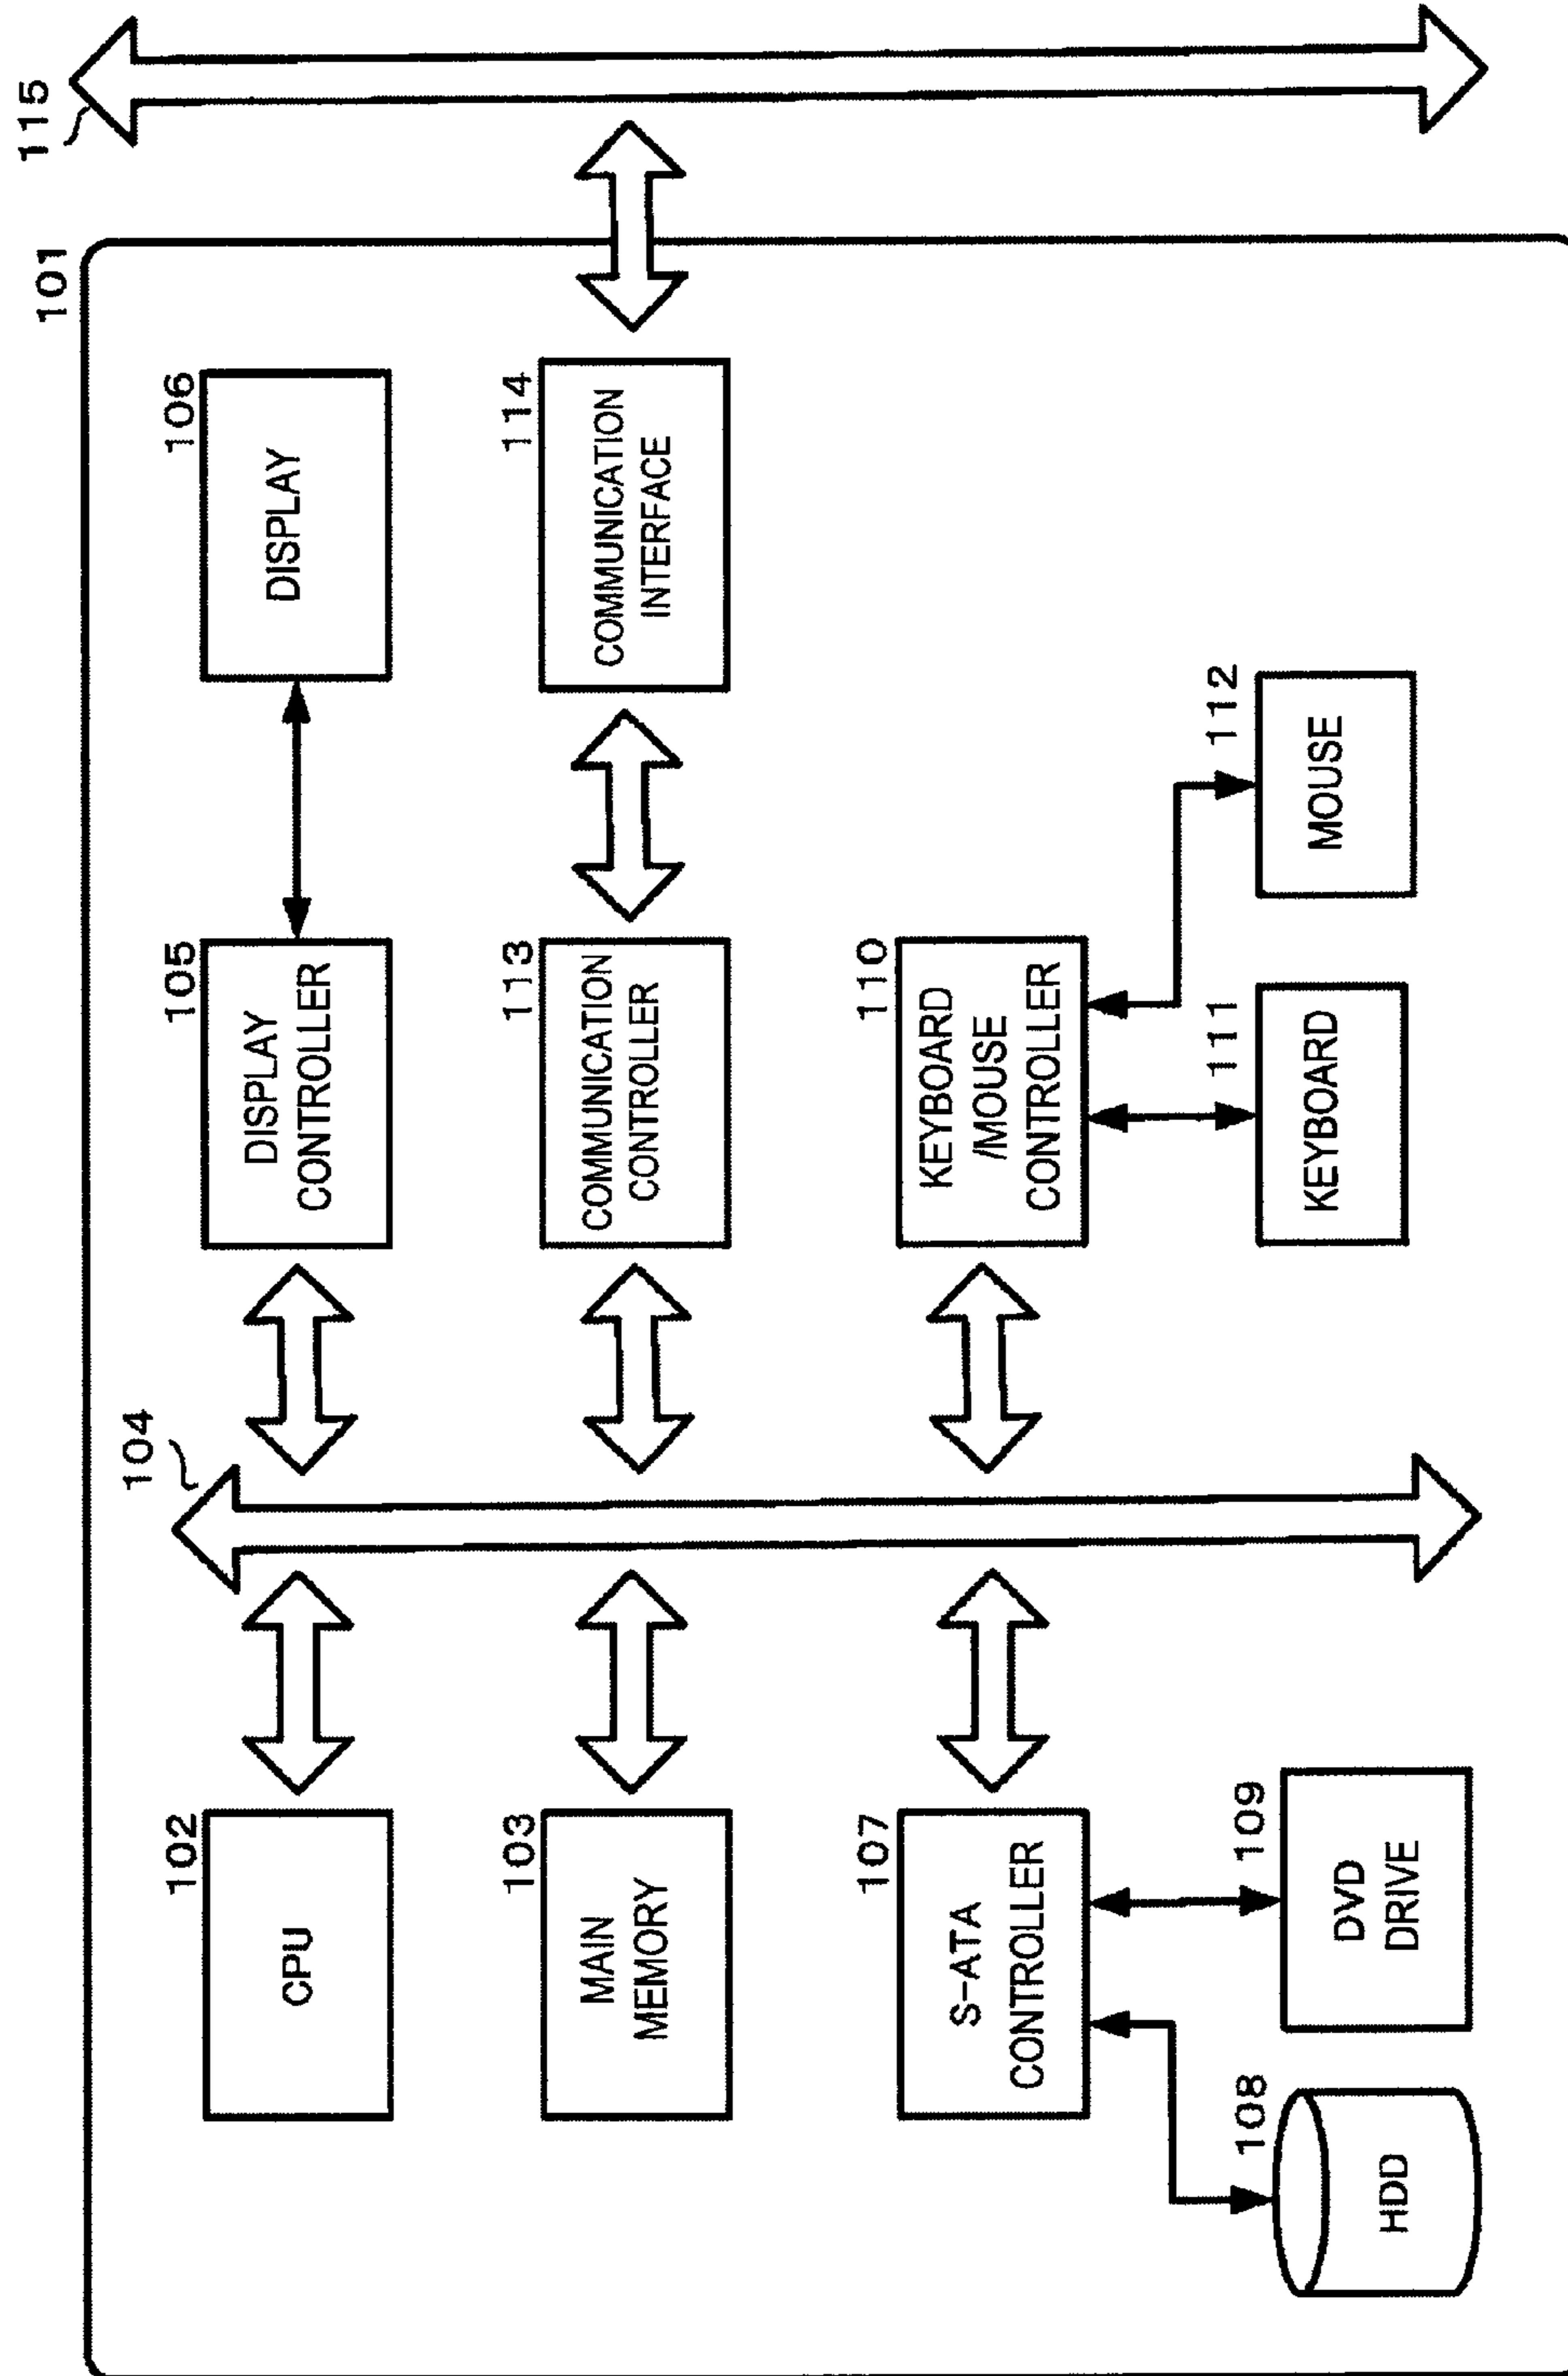 101
115
102
CPU
104
105
DISPLAY
CONTROLLER
106
DISPLAY
103
MAIN
MEMORY
113
COMMUNICATION
CONTROLLER
114
COMMUNICATION
INTERFACE
107
S-ATA
CONTROLLER
110
KEYBOARD
/MOUSE
CONTROLLER
108
HDD
109
DVD
DRIVE
111
KEYBOARD
112
MOUSE